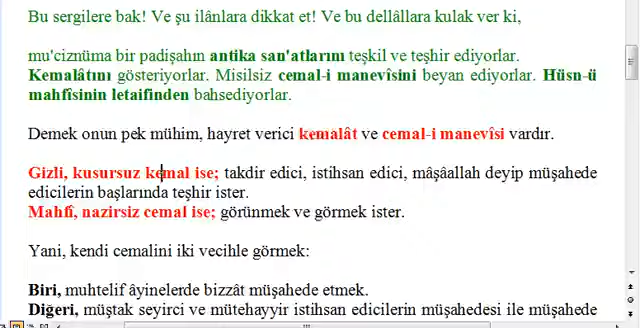 Bu sergilere bak! Ve şu ilânlara dikkat et! Ve bu dellâllara kulak ver ki,
mu'ciznüma bir padişahın antika san'atlarını teşkil ve teşhir ediyorlar.
Kemalâtını gösteriyorlar. Misilsiz cemal-i manevîsini beyan ediyorlar. Hüsn-ü
mahfîsinin letaifinden bahsediyorlar.
Demek onun pek mühim, hayret verici kemalât ve cemal-i manevîsi vardır.
Gizli, kusursuz kemal ise; takdir edici, istihsan edici, mâşâallah deyip müşahede
edicilerin başlarında teşhir ister.
Mahfî, nazirsiz cemal ise; görünmek ve görmek ister.
Yani, kendi cemalini iki vecihle görmek:
Biri, muhtelif âyinelerde bizzât müşahede etmek.
Diğeri, müştak seyirci ve mütehayyir istihsan edicilerin müşahedesi ile müşahede